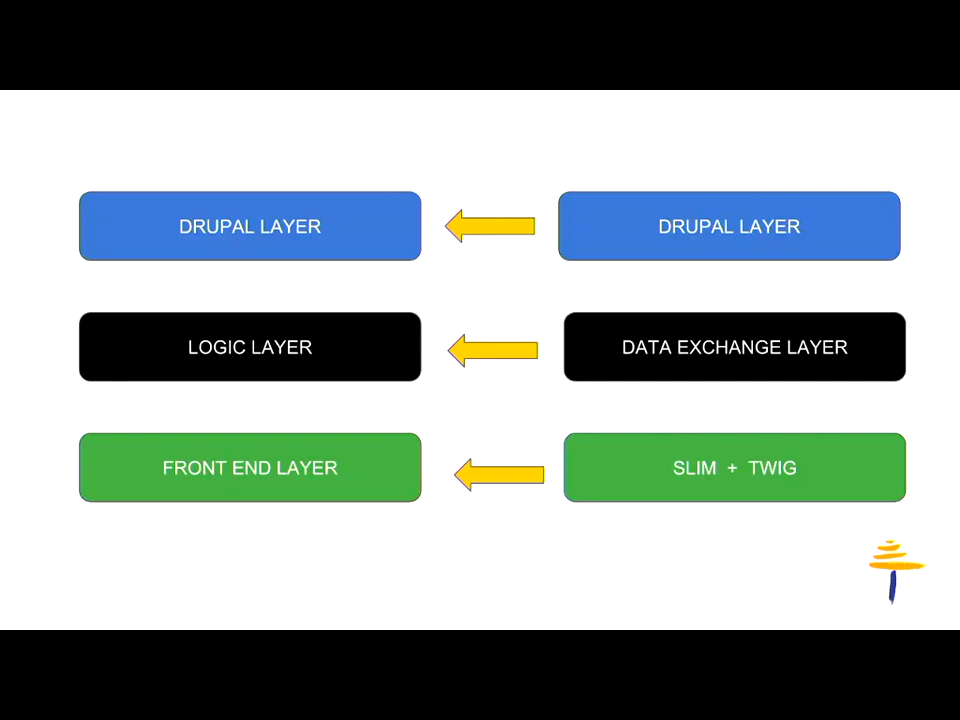 DRUPAL LAYER
DRUPAL LAYER
LOGIC LAYER
DATA EXCHANGE LAYER
FRONT END LAYER
SLIM + TWIG